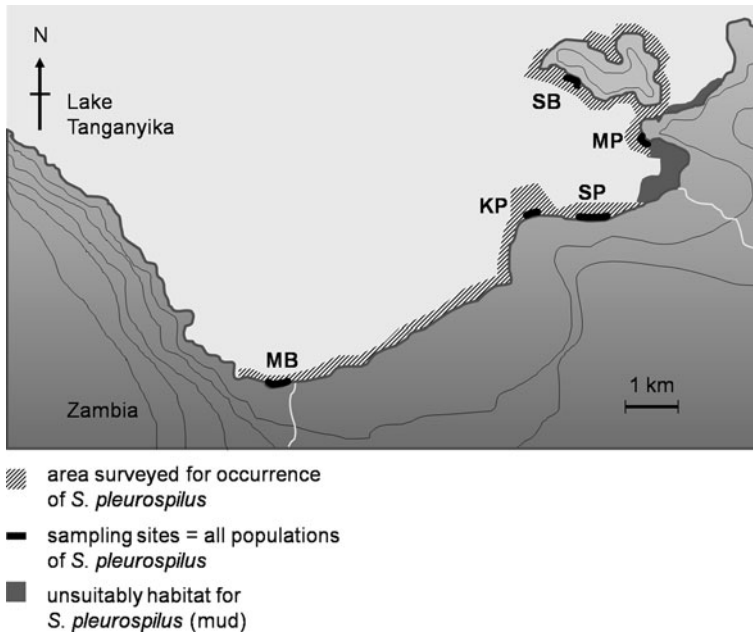 N
Lake
Tanganyika
SB
MP
KP
SP
MB
1 km
Zambia
area surveyed for occurrence
of S. pleurospilus
sampling sites = all populations
of S. pleurospilus
unsuitably habitat for
S. pleurospilus (mud)